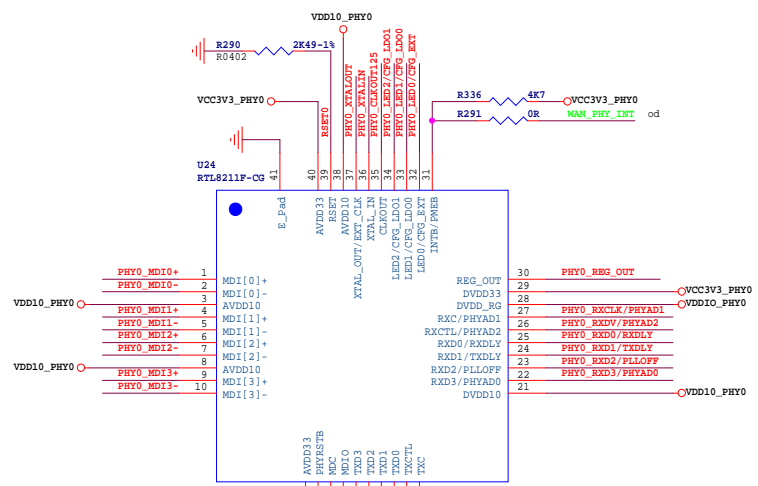 VDD10_PHY0
R290 2K49-1%
R0402
VCC3V3_PHY0
RSET0
PHY0_XTALOUT
PHY0_XTALIN
PHY0_CLKOUT125
PHY0_LED2/CFG_LDO1
PHY0_LED1/CFG_LDO0
PHY0_LED0/CFG_EXT
R336 4K7 VCC3V3_PHY0
R291 0R WAN_PHY_INT od
U24
RTL8211F-CG
41 40 39 38 37 36 35 34 33 32 31
E_Pad
AVDD33
RSET
AVDD10
XTAL_OUT/EXT_CLK
XTAL_IN
CLKOUT
LED2/CFG_LDO1
LED1/CFG_LDO0
LED0/CFG_EXT
INTB/PMEB
PHY0_MDI0+ 1 MDI[0]+
PHY0_MDI0- 2 MDI[0]-
VDD10_PHY0 3 AVDD10
PHY0_MDI1+ 4 MDI[1]+
PHY0_MDI1- 5 MDI[1]-
PHY0_MDI2+ 6 MDI[2]+
PHY0_MDI2- 7 MDI[2]-
VDD10_PHY0 8 AVDD10
PHY0_MDI3+ 9 MDI[3]+
PHY0_MDI3- 10 MDI[3]-
REG_OUT 30 PHY0_REG_OUT
DVDD33 29 VCC3V3_PHY0
DVDD_RG 28 VDDIO_PHY0
RXC/PHYAD1 27 PHY0_RXCLK/PHYAD1
RXCTL/PHYAD2 26 PHY0_RXDV/PHYAD2
RXD0/RXDLY 25 PHY0_RXD0/RXDLY
RXD1/TXDLY 24 PHY0_RXD1/TXDLY
RXD2/PLLOFF 23 PHY0_RXD2/PLLOFF
RXD3/PHYAD0 22 PHY0_RXD3/PHYAD0
DVDD10 21 VDD10_PHY0
AVDD33
PHYRSTB
MDC
MDIO
TXD3
TXD2
TXD1
TXD0
TXCTL
TXC